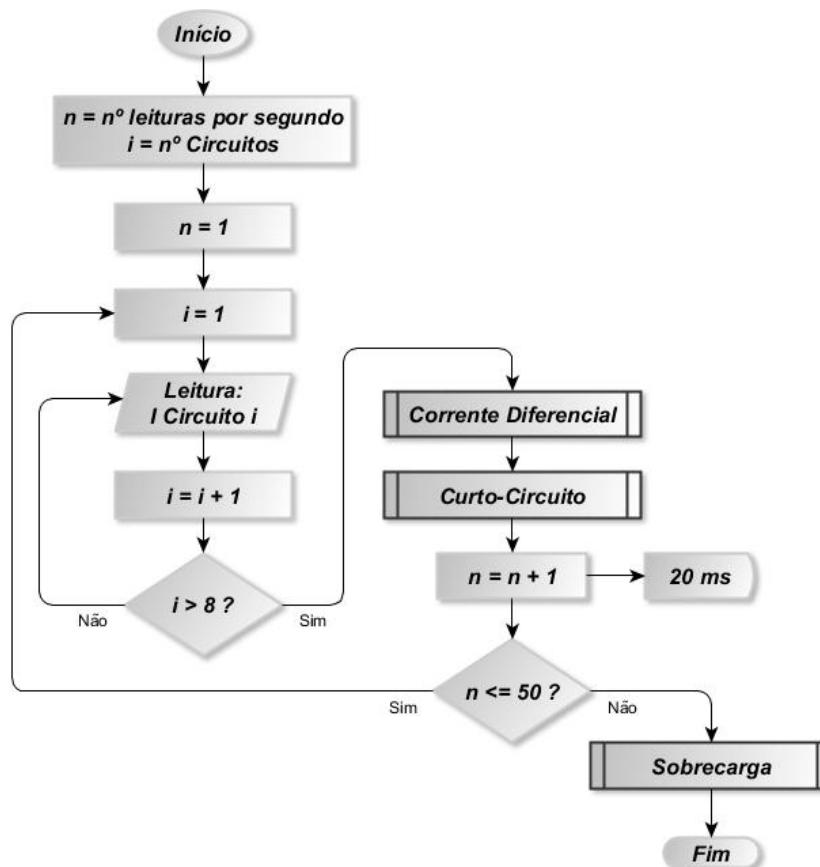 Início
n = nº leituras por segundo
i = nº Circuitos
n = 1
i = 1
Leitura:
I Circuito i
i = i + 1
i > 8 ?
Não
Sim
Corrente Diferencial
Curto-Circuito
n = n + 1
20 ms
n <= 50 ?
Sim
Não
Sobrecarga
Fim